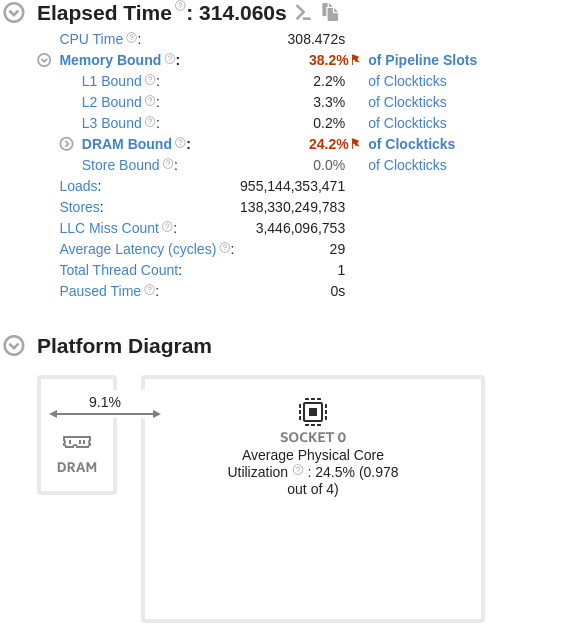 Elapsed Time ? : 314.060s
CPU Time ? : 308.472s
Memory Bound ? : 38.2% of Pipeline Slots
L1 Bound ? : 2.2% of Clockticks
L2 Bound ? : 3.3% of Clockticks
L3 Bound ? : 0.2% of Clockticks
DRAM Bound ? : 24.2% of Clockticks
Store Bound ? : 0.0% of Clockticks
Loads: 955,144,353,471
Stores: 138,330,249,783
LLC Miss Count ? : 3,446,096,753
Average Latency (cycles) ? : 29
Total Thread Count: 1
Paused Time ? : 0s
Platform Diagram
9.1%
DRAM
SOCKET 0
Average Physical Core
Utilization ? : 24.5% (0.978
out of 4)